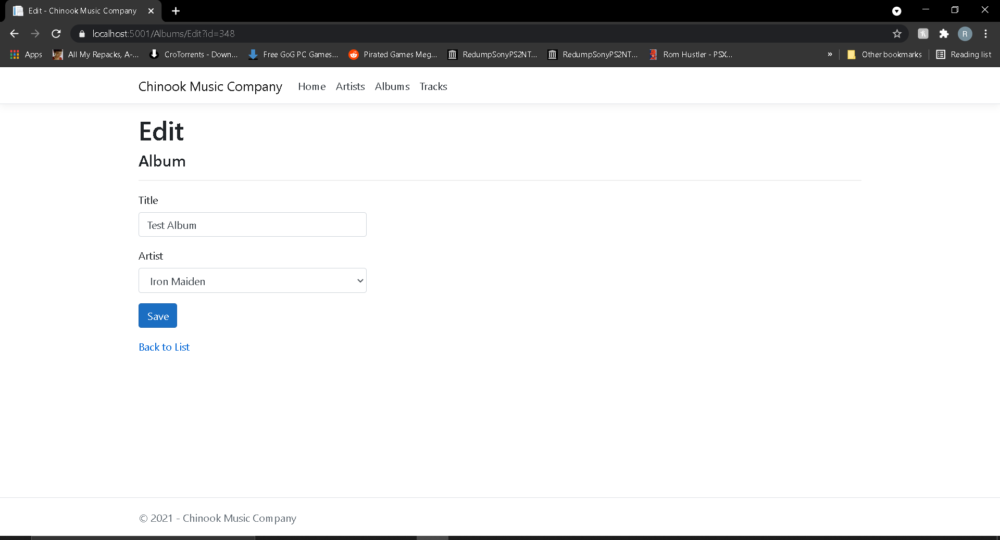 Edit - Chinook Music Company
localhost:5001/Albums/Edit?id=348
R
Apps
All My Repacks, A-...
CroTorrents - Down...
Free GoG PC Games...
Pirated Games Meg...
RedumpSonyPS2NT...
RedumpSonyPS2NT...
Rom Hustler - PSX...
»
Other bookmarks
Reading list
Chinook Music Company
Home
Artists
Albums
Tracks
Edit
Album
Title
Test Album
Artist
Iron Maiden
Save
Back to List
© 2021 - Chinook Music Company